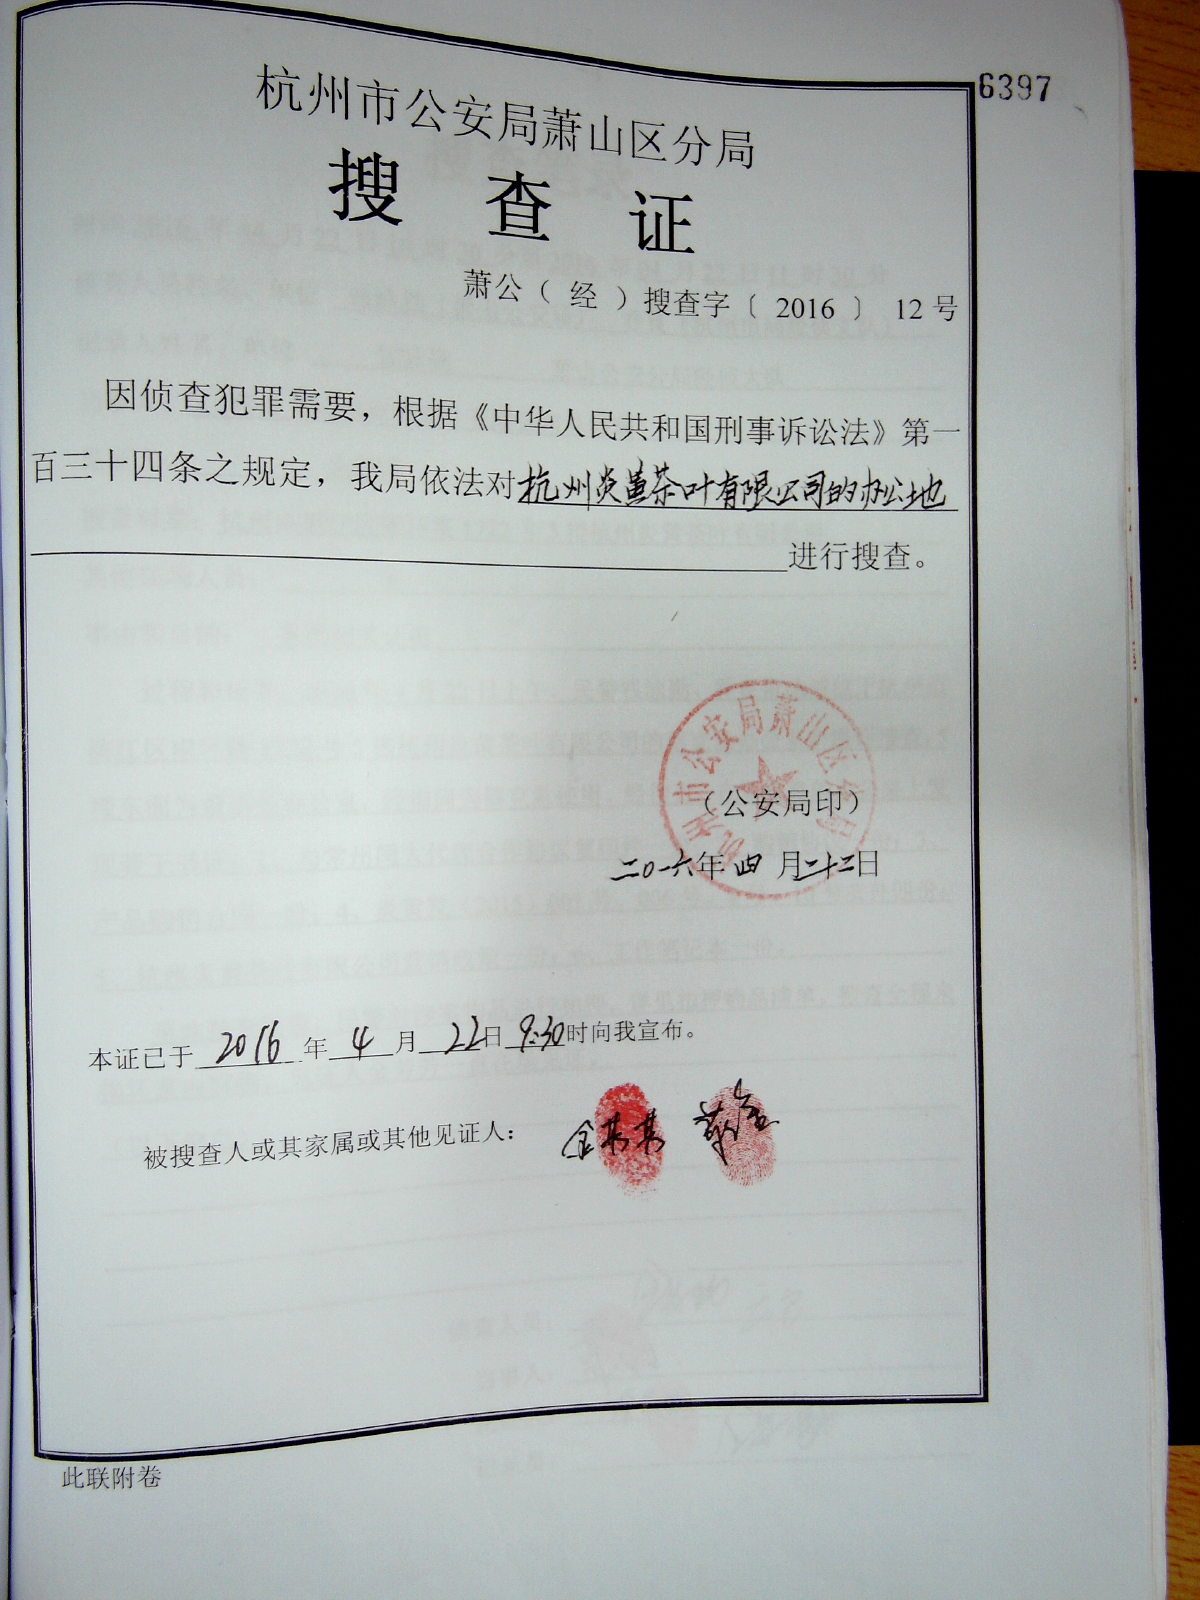 6397
杭州市公安局萧山区分局
搜 查 证
萧公（ 经 ）搜查字〔 2016 〕 12 号
因侦查犯罪需要，根据《中华人民共和国刑事诉讼法》第一
百三十四条之规定，我局依法对杭州炎黄茶叶有限公司的办公地
进行搜查。
杭州市公安局萧山区分局
（公安局印）
二〇一六年四月二十二日
本证已于 2016 年 4 月 22日 9:30时向我宣布。
被搜查人或其家属或其他见证人：
此联附卷